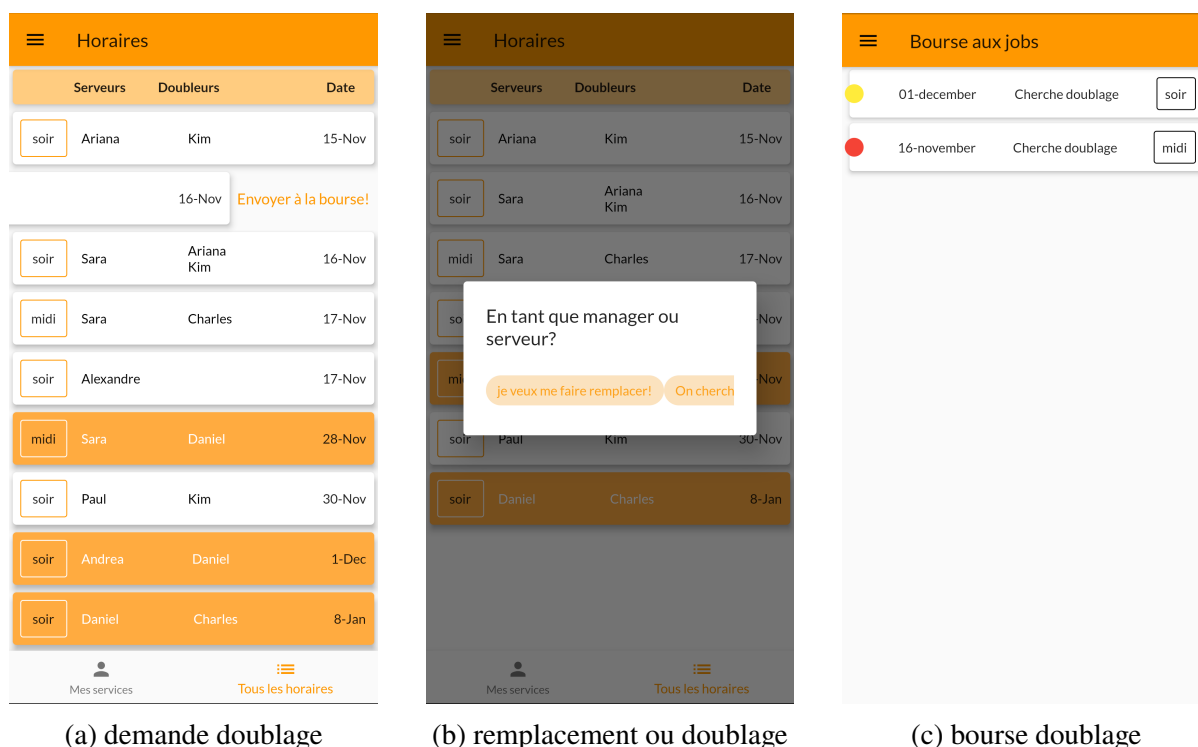 Horaires
Serveurs Doubleurs Date
soir Ariana Kim 15-Nov
16-Nov Envoyer à la bourse!
soir Sara Ariana Kim 16-Nov
midi Sara Charles 17-Nov
soir Alexandre 17-Nov
midi Sara Daniel 28-Nov
soir Paul Kim 30-Nov
soir Andrea Daniel 1-Dec
soir Daniel Charles 8-Jan
Mes services Tous les horaires
(a) demande doublage
Horaires
Serveurs Doubleurs Date
soir Ariana Kim 15-Nov
soir Sara Ariana Kim 16-Nov
midi Sara Charles 17-Nov
so -Nov
En tant que manager ou
serveur?
mi Nov
je veux me faire remplacer! On cherch
soir Paul Kim 30-Nov
soir Daniel Charles 8-Jan
Mes services Tous les horaires
(b) remplacement ou doublage
Bourse aux jobs
01-december Cherche doublage soir
16-november Cherche doublage midi
(c) bourse doublage